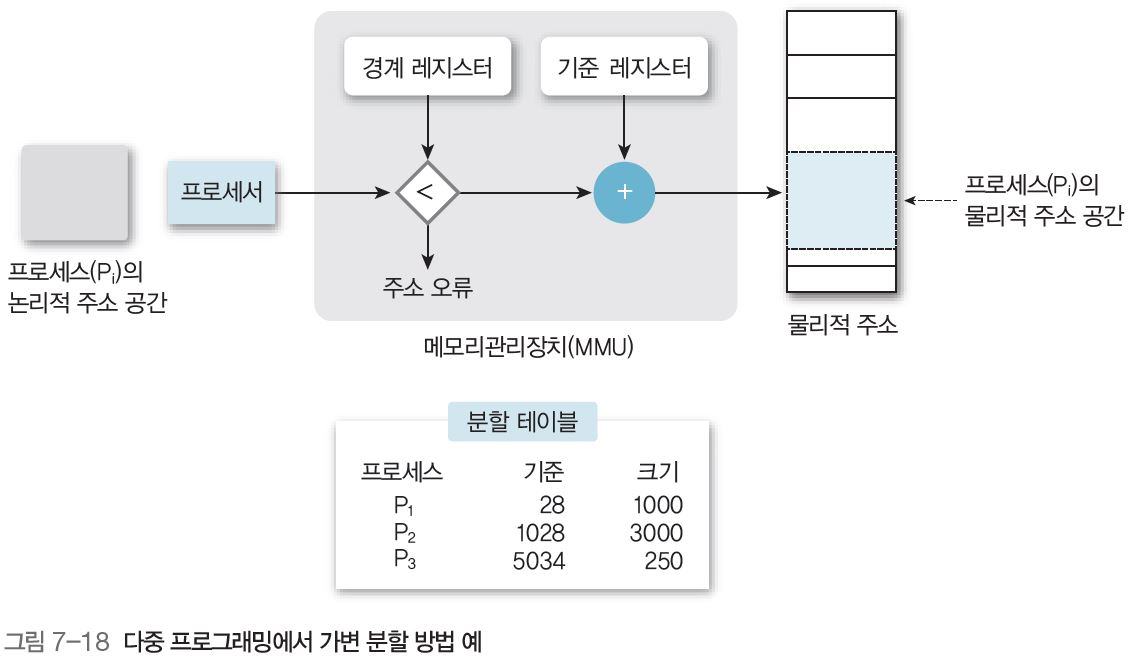 경계 레지스터
기준 레지스터
프로세서
<
+
프로세스(Pi)의
논리적 주소 공간
주소 오류
프로세스(Pi)의
물리적 주소 공간
물리적 주소
메모리관리장치(MMU)
분할 테이블
프로세스 기준 크기
P1 28 1000
P2 1028 3000
P3 5034 250
그림 7-18 다중 프로그래밍에서 가변 분할 방법 예